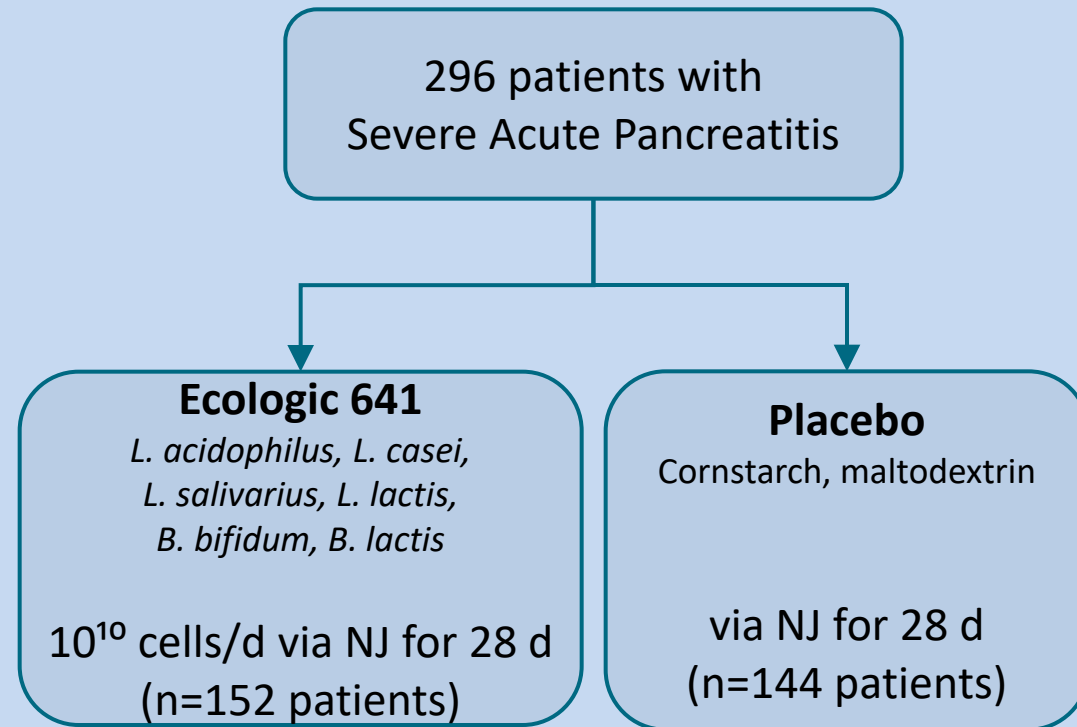 296 patients with
Severe Acute Pancreatitis
Ecologic 641
L. acidophilus, L. casei,
L. salivarius, L. lactis,
B. bifidum, B. lactis
10¹⁰ cells/d via NJ for 28 d
(n=152 patients)
Placebo
Cornstarch, maltodextrin
via NJ for 28 d
(n=144 patients)